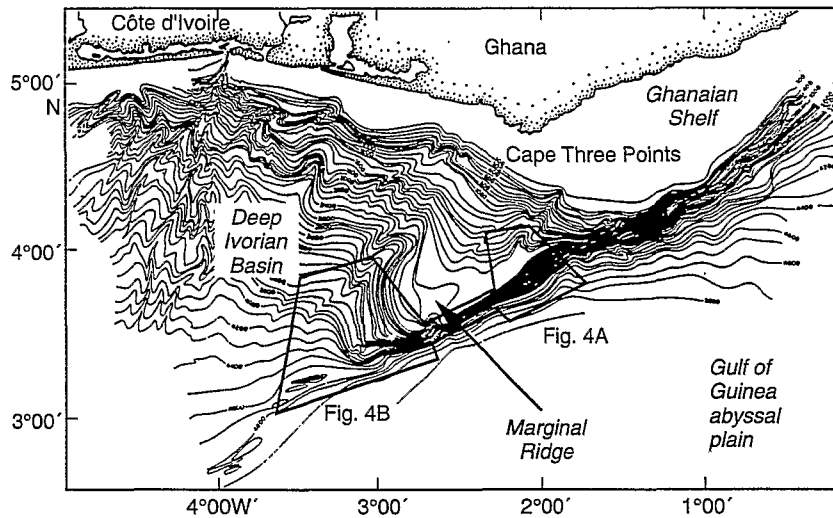 Côte d'Ivoire
Ghana
5°00′
N
Ghanaian
Shelf
Cape Three Points
Deep
Ivorian
Basin
4°00′
Fig. 4A
Gulf of
Guinea
abyssal
plain
3°00′
Fig. 4B
Marginal
Ridge
4°00′W′
3°00′
2°00′
1°00′